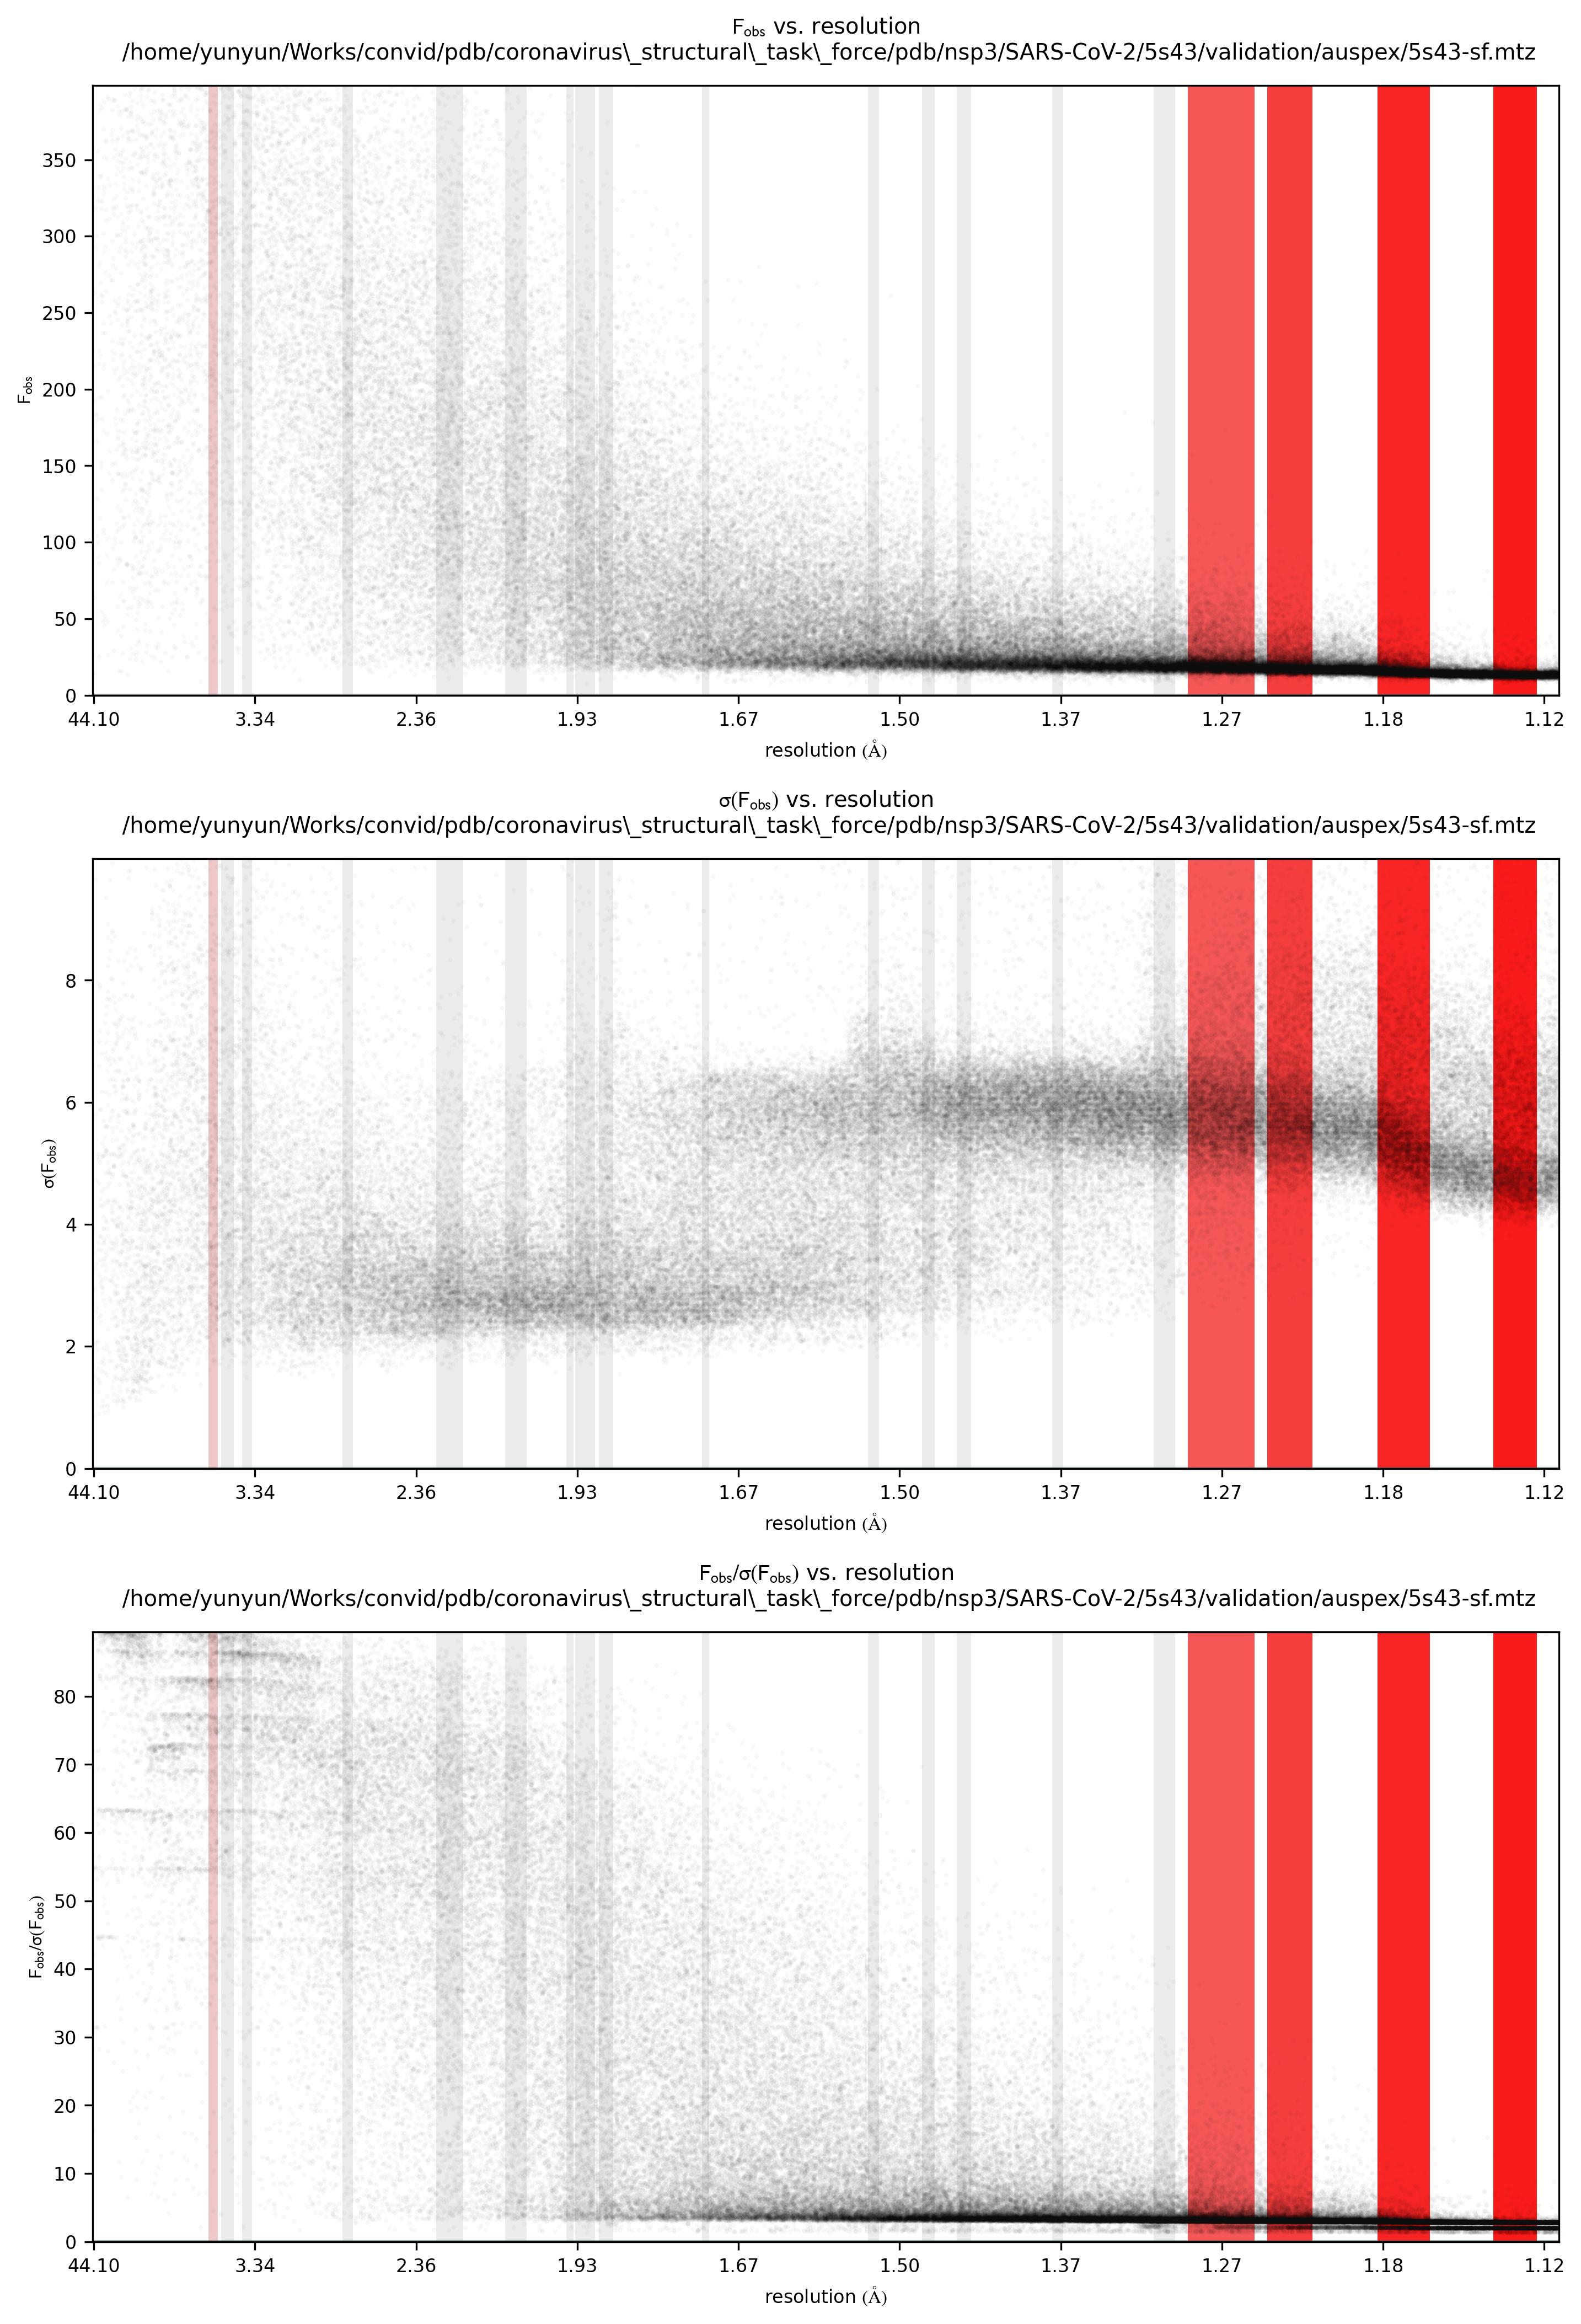 Fobs vs. resolution
/home/yunyun/Works/convid/pdb/coronavirus\_structural\_task\_force/pdb/nsp3/SARS-CoV-2/5s43/validation/auspex/5s43-sf.mtz
Fobs
350
300
250
200
150
100
50
0
44.10 3.34 2.36 1.93 1.67 1.50 1.37 1.27 1.18 1.12
resolution (Å)
σ(Fobs) vs. resolution
/home/yunyun/Works/convid/pdb/coronavirus\_structural\_task\_force/pdb/nsp3/SARS-CoV-2/5s43/validation/auspex/5s43-sf.mtz
σ(Fobs)
8
6
4
2
0
44.10 3.34 2.36 1.93 1.67 1.50 1.37 1.27 1.18 1.12
resolution (Å)
Fobs/σ(Fobs) vs. resolution
/home/yunyun/Works/convid/pdb/coronavirus\_structural\_task\_force/pdb/nsp3/SARS-CoV-2/5s43/validation/auspex/5s43-sf.mtz
Fobs/σ(Fobs)
80
70
60
50
40
30
20
10
0
44.10 3.34 2.36 1.93 1.67 1.50 1.37 1.27 1.18 1.12
resolution (Å)